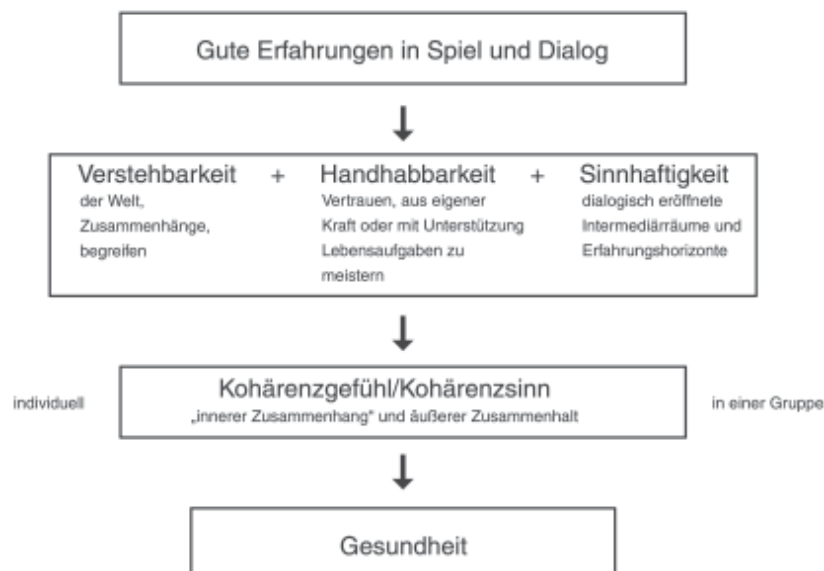 Gute Erfahrungen in Spiel und Dialog
Verstehbarkeit + Handhabbarkeit + Sinnhaftigkeit
der Welt,
Zusammenhänge,
begreifen
Vertrauen, aus eigener
Kraft oder mit Unterstützung
Lebensaufgaben zu
meistern
dialogisch eröffnete
Intermediärräume und
Erfahrungshorizonte
individuell
Kohärenzgefühl/Kohärenzsinn
„innerer Zusammenhang“ und äußerer Zusammenhalt
in einer Gruppe
Gesundheit